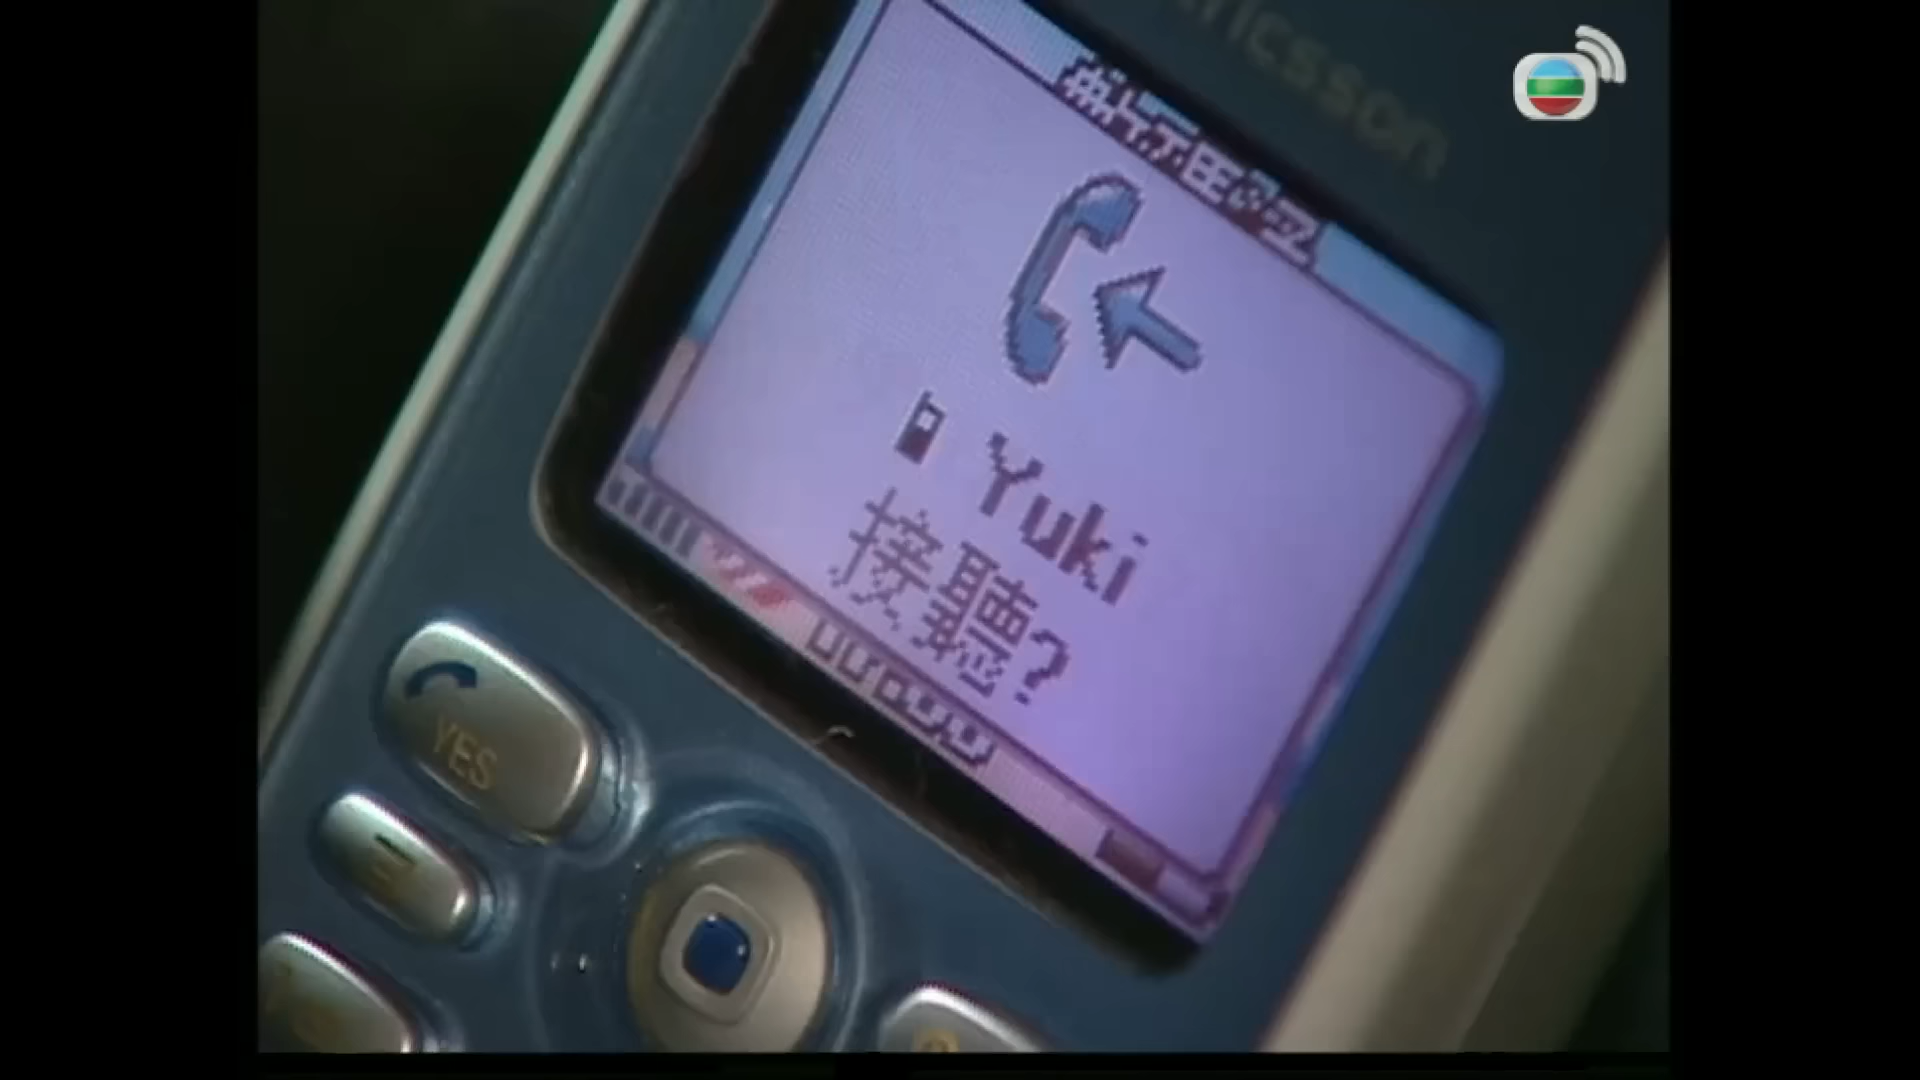 ricsson
Yuki
接聽?
YES